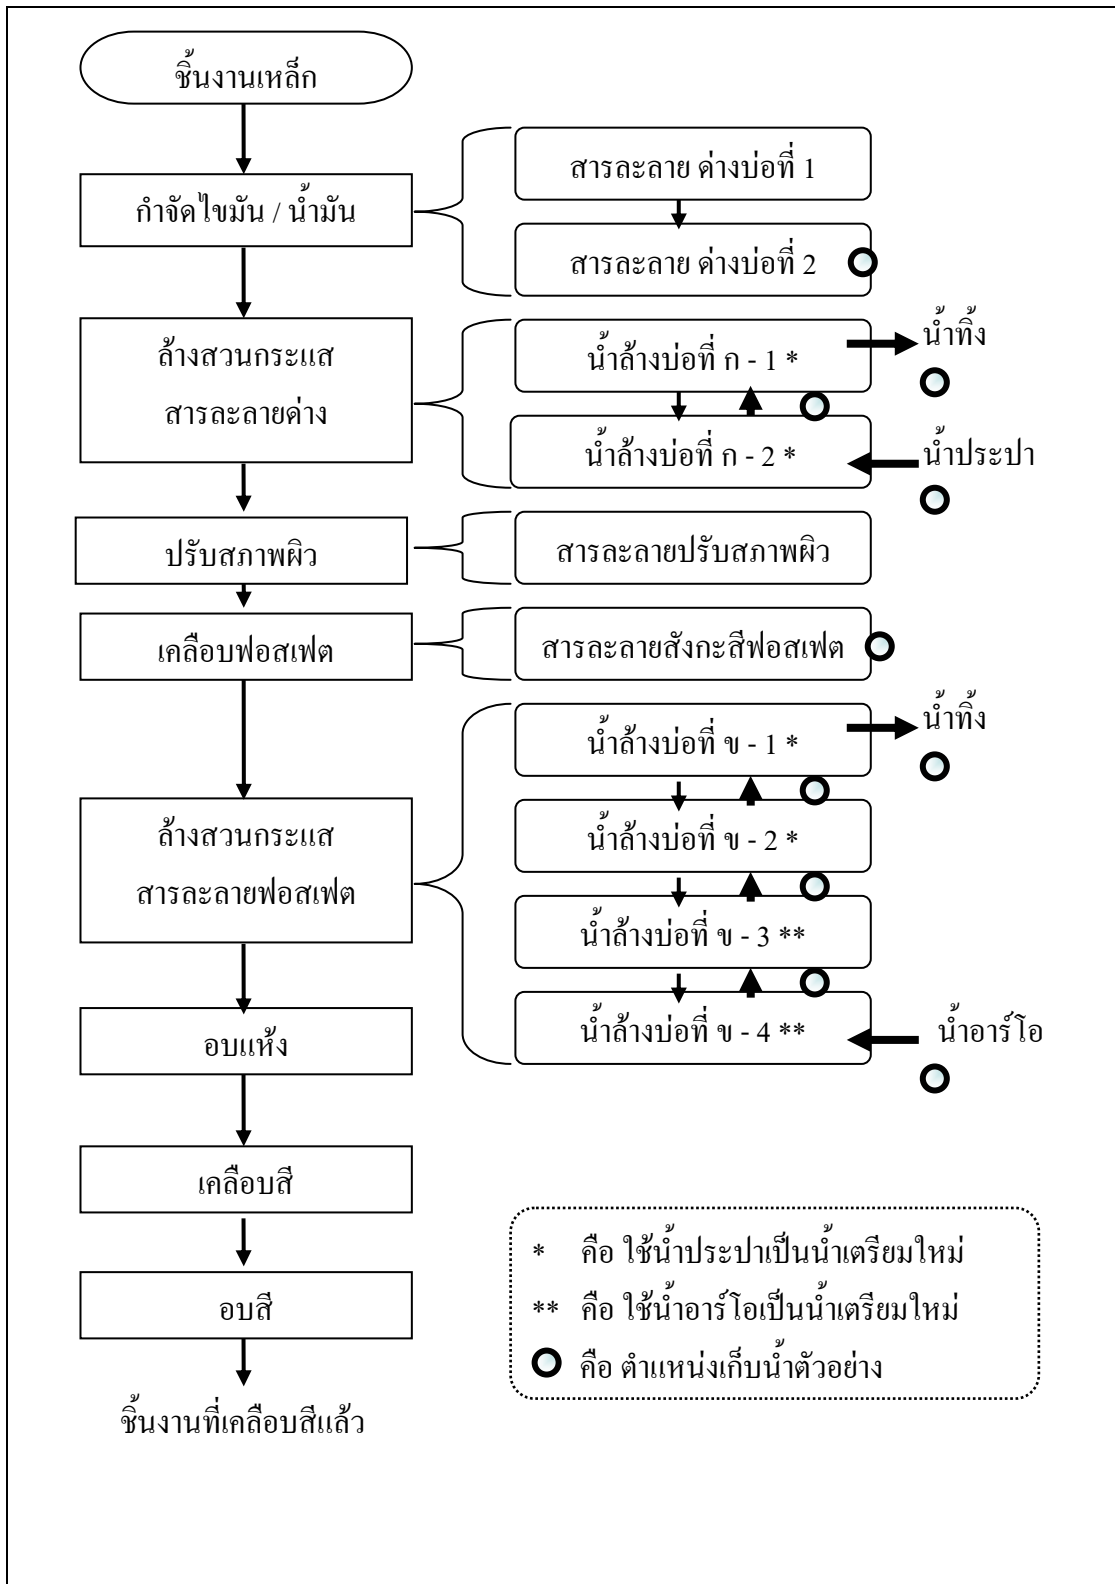 ชิ้นงานเหล็ก
กำจัดไขมัน / น้ำมัน
สารละลาย ด่างบ่อที่ 1
สารละลาย ด่างบ่อที่ 2
ล้างสวนกระแส
สารละลายด่าง
น้ำล้างบ่อที่ ก - 1 *
น้ำทิ้ง
น้ำล้างบ่อที่ ก - 2 *
น้ำประปา
ปรับสภาพผิว
สารละลายปรับสภาพผิว
เคลือบฟอสเฟต
สารละลายสังกะสีฟอสเฟต
ล้างสวนกระแส
สารละลายฟอสเฟต
น้ำล้างบ่อที่ ข - 1 *
น้ำทิ้ง
น้ำล้างบ่อที่ ข - 2 *
น้ำล้างบ่อที่ ข - 3 **
น้ำล้างบ่อที่ ข - 4 **
น้ำอาร์โอ
อบแห้ง
เคลือบสี
อบสี
ชิ้นงานที่เคลือบสีแล้ว
* คือ ใช้น้ำประปาเป็นน้ำเตรียมใหม่
** คือ ใช้น้ำอาร์โอเป็นน้ำเตรียมใหม่
คือ ตำแหน่งเก็บน้ำตัวอย่าง